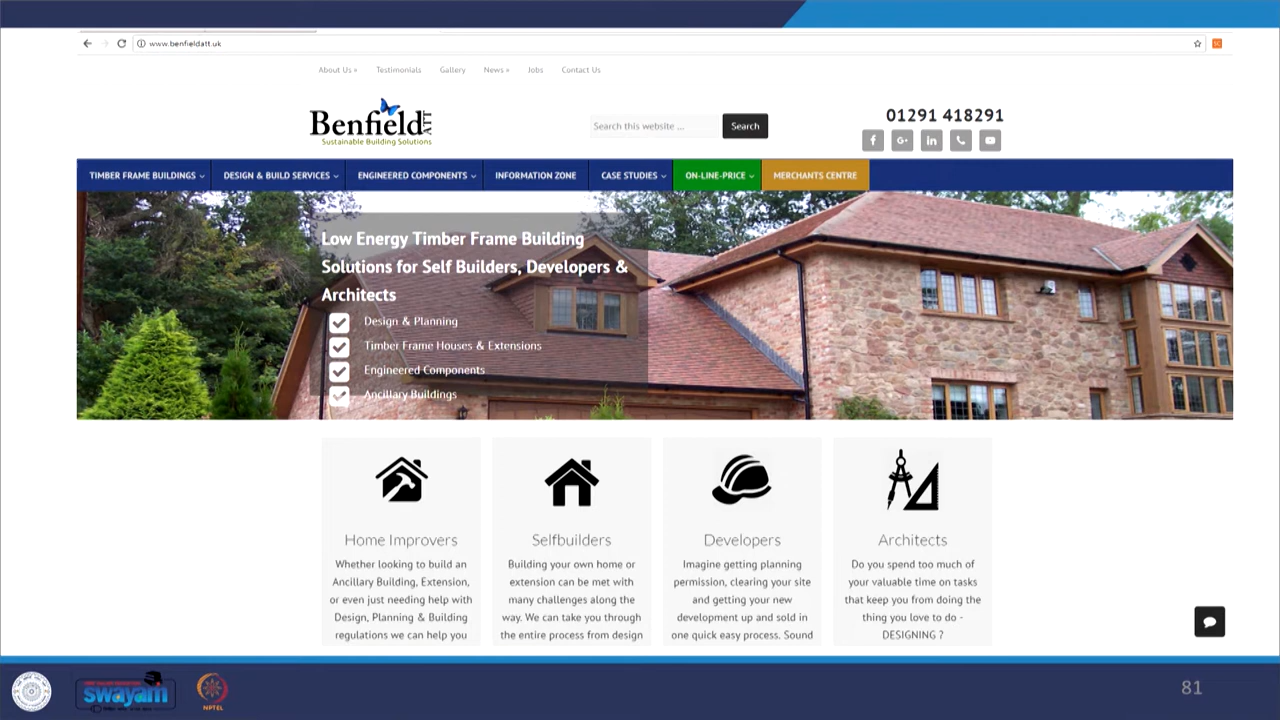 www.benfieldatt.uk
About Us »
Testimonials
Gallery
News »
Jobs
Contact Us
Benfield ATT
Sustainable Building Solutions
Search this website ...
Search
01291 418291
TIMBER FRAME BUILDINGS
DESIGN & BUILD SERVICES
ENGINEERED COMPONENTS
INFORMATION ZONE
CASE STUDIES
ON-LINE-PRICE
MERCHANTS CENTRE
Low Energy Timber Frame Building
Solutions for Self Builders, Developers &
Architects
Design & Planning
Timber Frame Houses & Extensions
Engineered Components
Ancillary Buildings
Home Improvers
Whether looking to build an
Ancillary Building, Extension,
or even just needing help with
Design, Planning & Building
regulations we can help you
Selfbuilders
Building your own home or
extension can be met with
many challenges along the
way. We can take you through
the entire process from design
Developers
Imagine getting planning
permission, clearing your site
and getting your new
development up and sold in
one quick easy process. Sound
Architects
Do you spend too much of
your valuable time on tasks
that keep you from doing the
thing you love to do -
DESIGNING ?
swayam
NPTEL
81